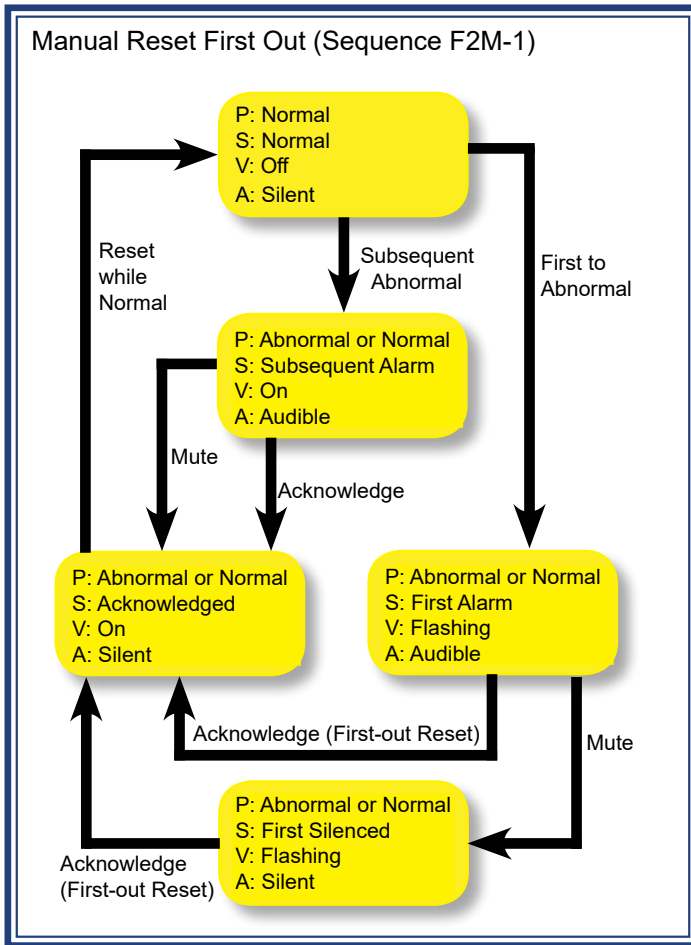 Manual Reset First Out (Sequence F2M-1)
P: Normal
S: Normal
V: Off
A: Silent
Reset
while
Normal
Subsequent
Abnormal
First to
Abnormal
P: Abnormal or Normal
S: Subsequent Alarm
V: On
A: Audible
Mute
Acknowledge
P: Abnormal or Normal
S: Acknowledged
V: On
A: Silent
P: Abnormal or Normal
S: First Alarm
V: Flashing
A: Audible
Acknowledge (First-out Reset)
Mute
P: Abnormal or Normal
S: First Silenced
V: Flashing
A: Silent
Acknowledge
(First-out Reset)